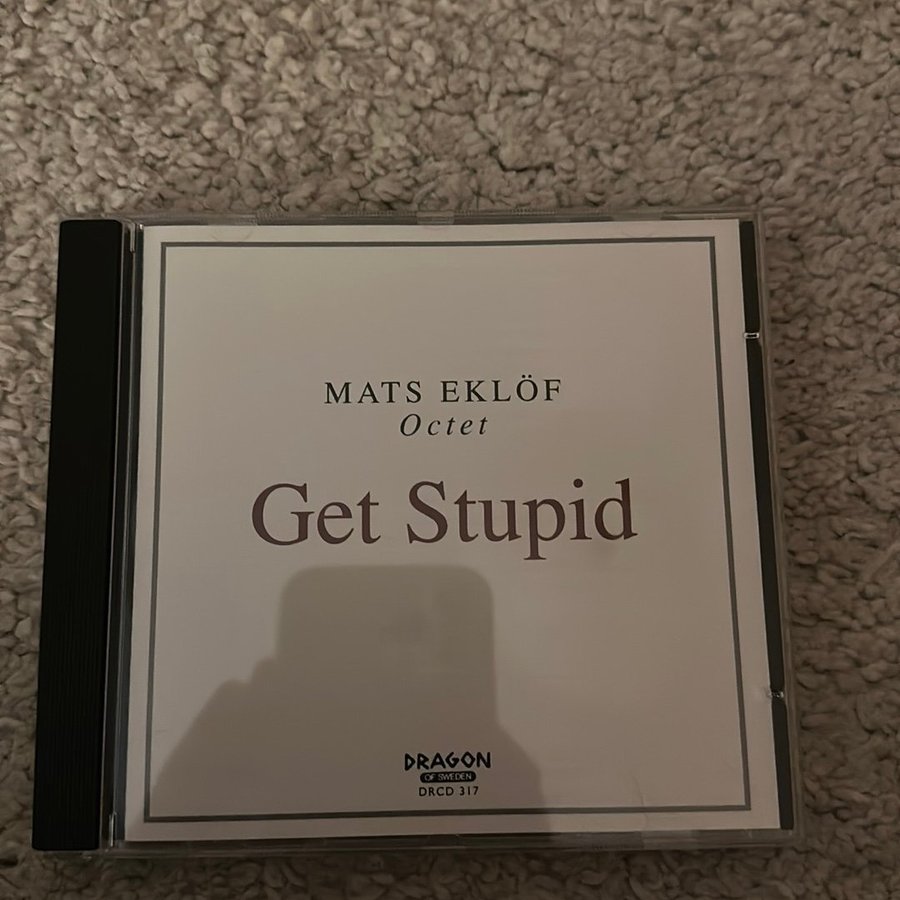 MATS EKLÖF
Octet
Get Stupid
DRAGON
OF SWEDEN
DRCD 317